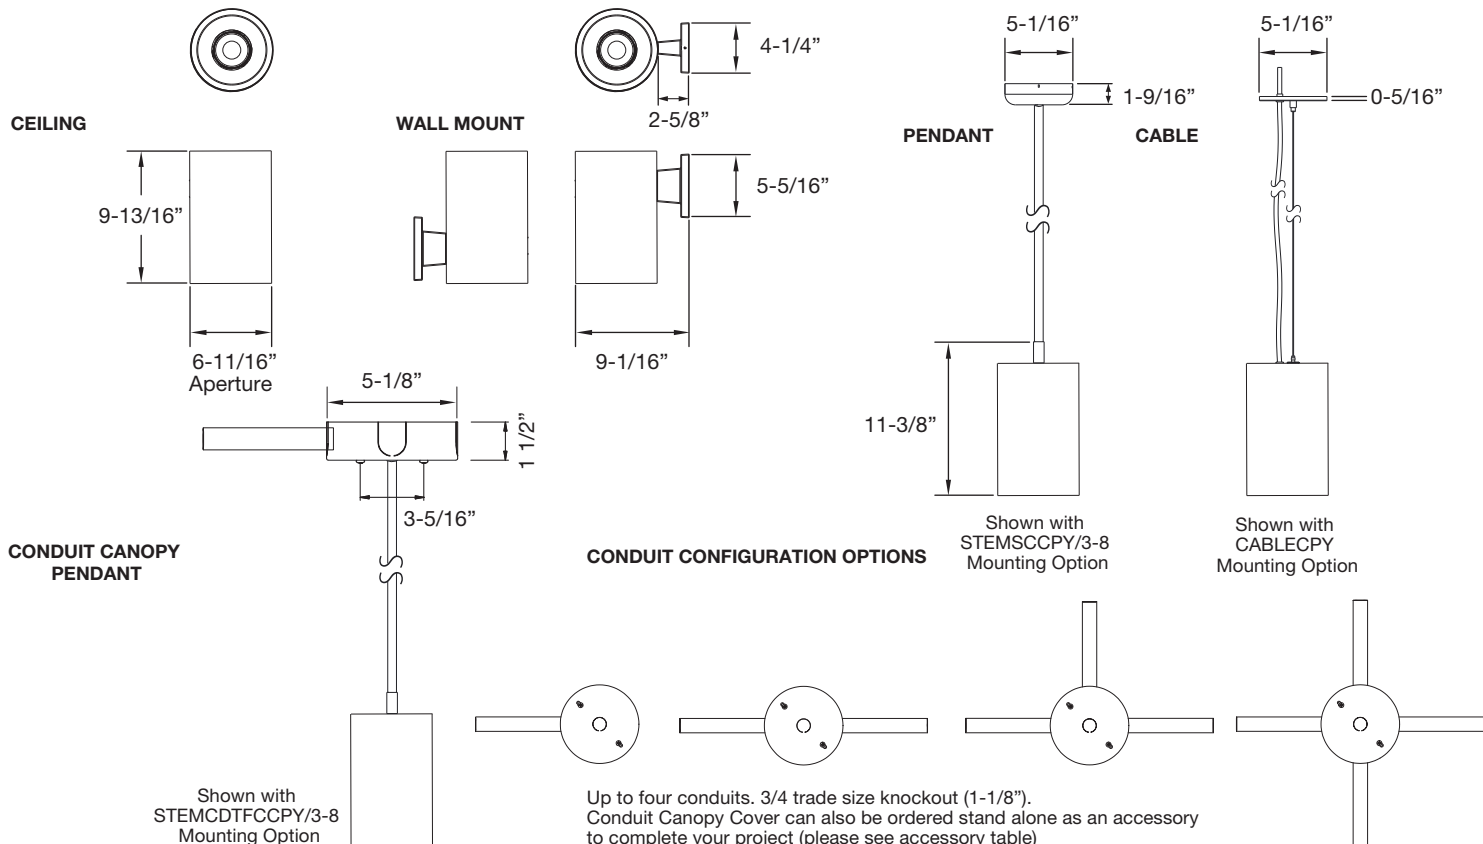 CEILING
9-13/16”
6-11/16”
Aperture
WALL MOUNT
4-1/4”
2-5/8”
5-5/16”
9-1/16”
PENDANT
5-1/16”
1-9/16”
11-3/8”
Shown with
STEMSCCPY/3-8
Mounting Option
CABLE
5-1/16”
0-5/16”
Shown with
CABLECPY
Mounting Option
CONDUIT CANOPY
PENDANT
5-1/8”
1 1/2”
3-5/16”
Shown with
STEMCDTFCCPY/3-8
Mounting Option
CONDUIT CONFIGURATION OPTIONS
Up to four conduits. 3/4 trade size knockout (1-1/8”).
Conduit Canopy Cover can also be ordered stand alone as an accessory
to complete your project (please see accessory table)